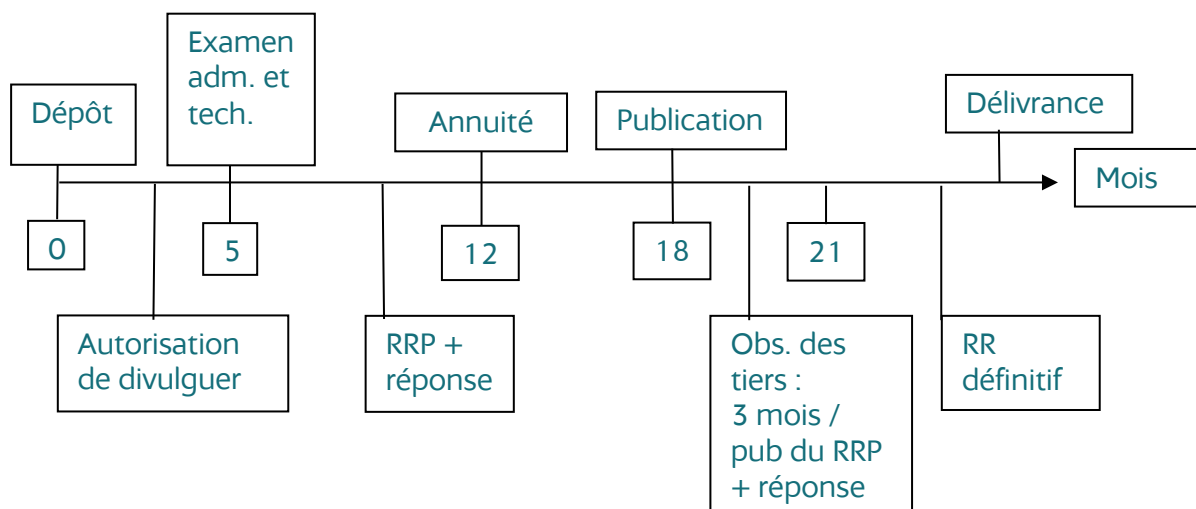 Examen
adm. et
tech.
Dépôt
Annuité
Publication
Délivrance
Mois
0
5
12
18
21
Autorisation
de divulguer
RRP +
réponse
Obs. des
tiers :
3 mois /
pub du RRP
+ réponse
RR
définitif